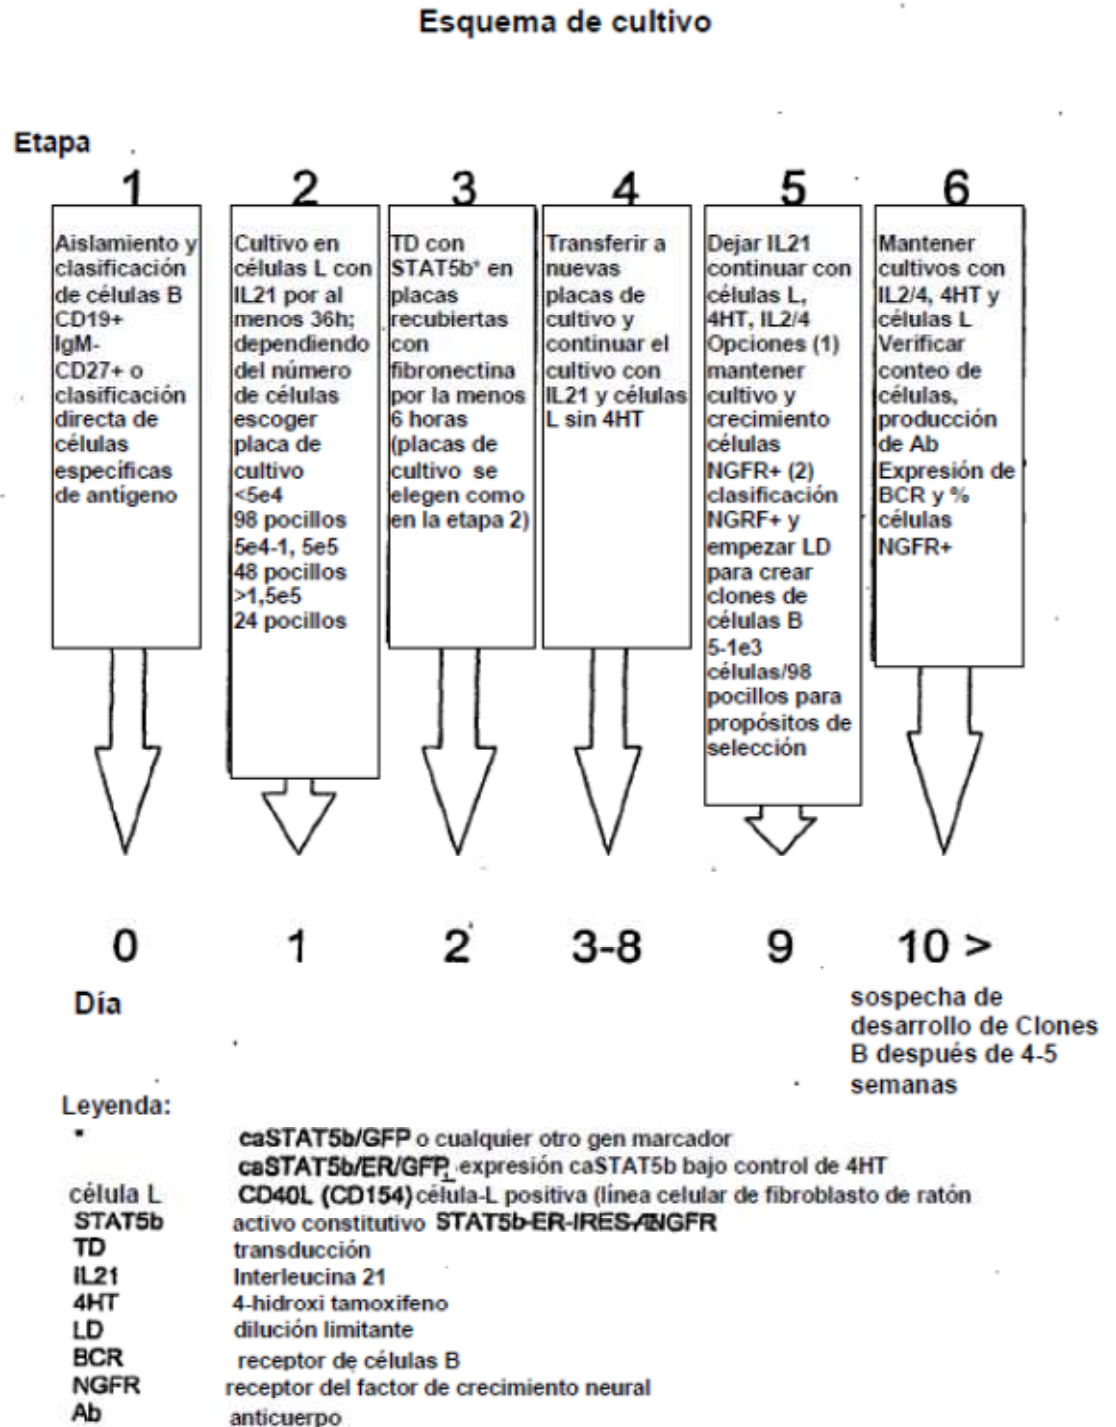 Esquema de cultivo
Etapa
1
Aislamiento y
clasificación
de células B
CD19+
IgM-
CD27+ o
clasificación
directa de
células
específicas
de antígeno
2
Cultivo en
células L con
IL21 por al
menos 36h;
dependiendo
del número
de células
escoger
placa de
cultivo
<5e4
98 pocillos
5e4-1, 5e5
48 pocillos
>1,5e5
24 pocillos
3
TD con
STAT5b* en
placas
recubiertas
con
fibronectina
por la menos
6 horas
(placas de
cultivo se
elegen como
en la etapa 2)
4
Transferir a
nuevas
placas de
cultivo y
continuar el
cultivo con
IL21 y células
L sin 4HT
5
Dejar IL21
continuar con
células L,
4HT, IL2/4
Opciones (1)
mantener
cultivo y
crecimiento
células
NGFR+ (2)
clasificación
NGRF+ y
empezar LD
para crear
clones de
células B
5-1e3
células/98
pocillos para
propósitos de
selección
6
Mantener
cultivos con
IL2/4, 4HT y
células L
Verificar
conteo de
células,
producción
de Ab
Expresión de
BCR y %
células
NGFR+
0 1 2 3-8 9 10 >
Día
sospecha de
desarrollo de Clones
B después de 4-5
semanas
Leyenda:
* caSTAT5b/GFP o cualquier otro gen marcador
caSTAT5b/ER/GFP, expresión caSTAT5b bajo control de 4HT
célula L CD40L (CD154) célula-L positiva (línea celular de fibroblasto de ratón
STAT5b activo constitutivo STAT5b-ER-IRES-ΔNGFR
TD transducción
IL21 Interleucina 21
4HT 4-hidroxi tamoxifeno
LD dilución limitante
BCR receptor de células B
NGFR receptor del factor de crecimiento neural
Ab anticuerpo